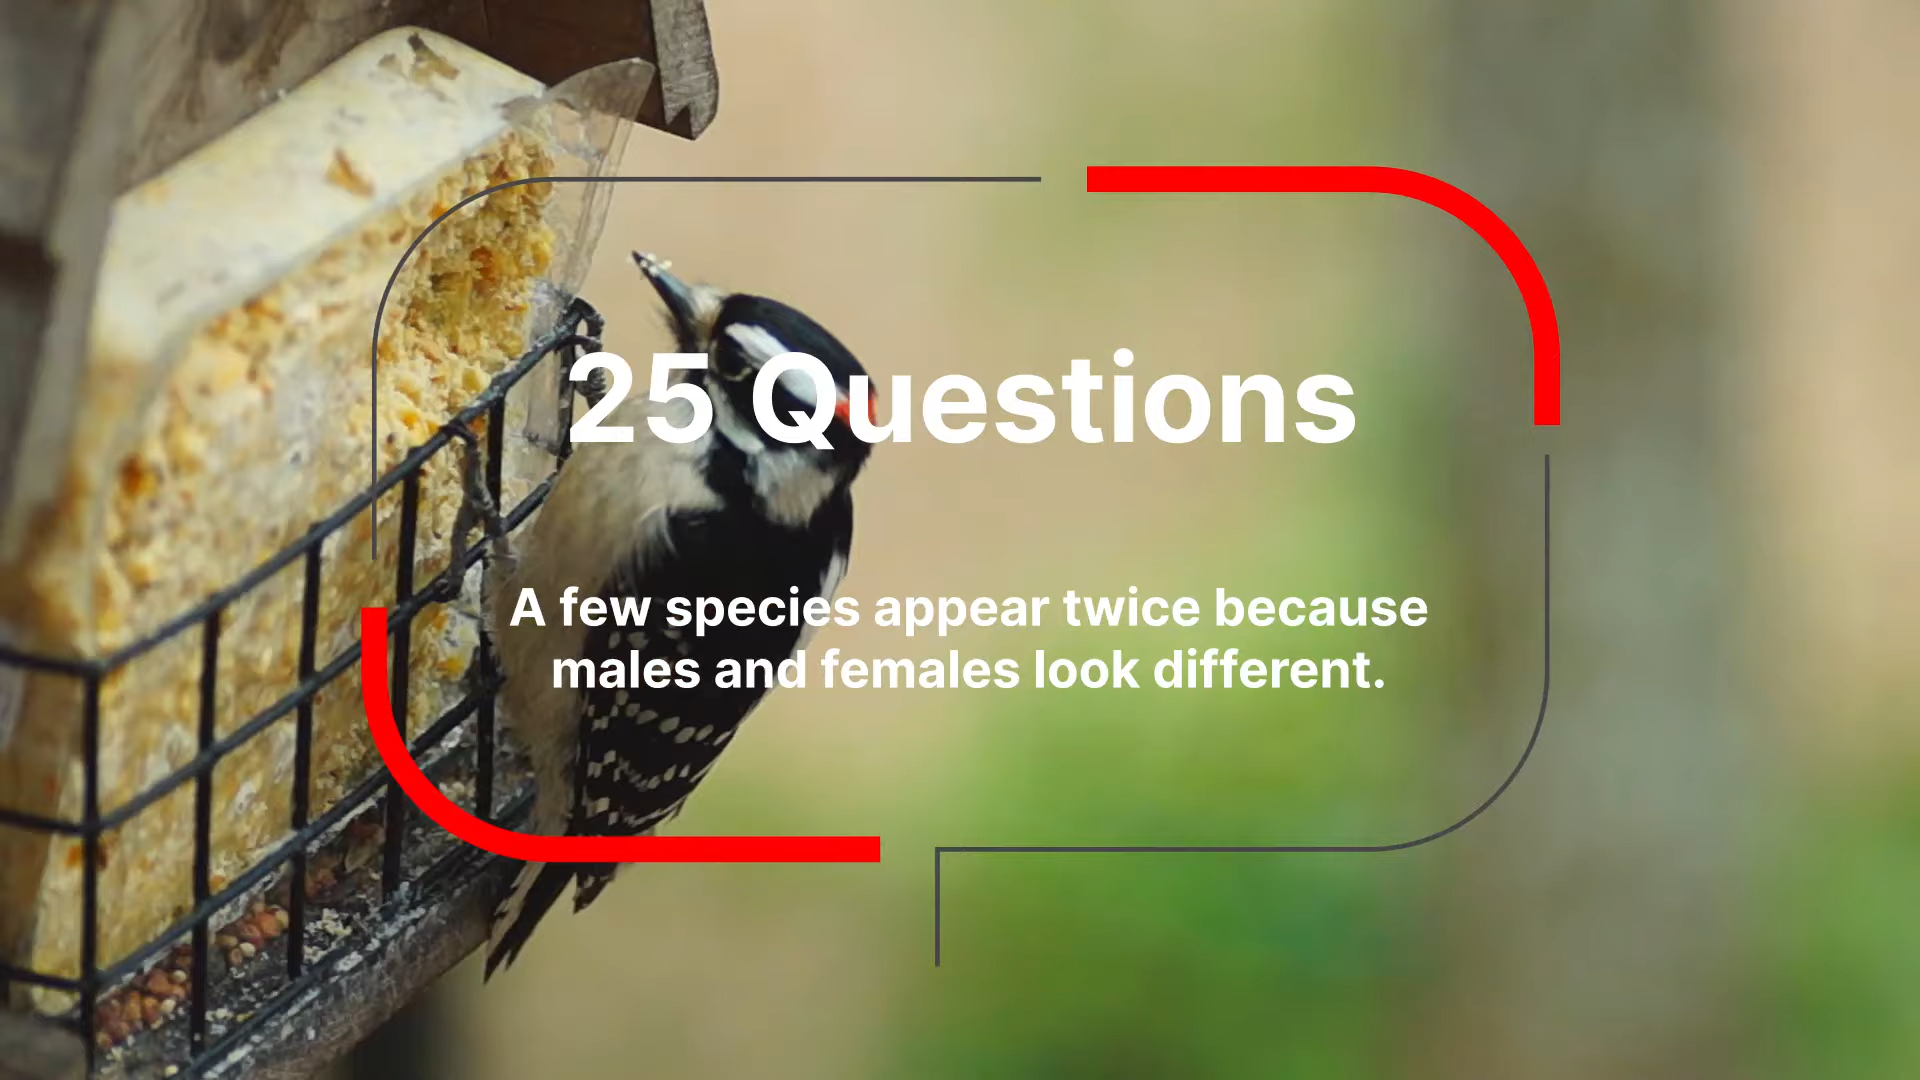 25 Questions
A few species appear twice because
males and females look different.